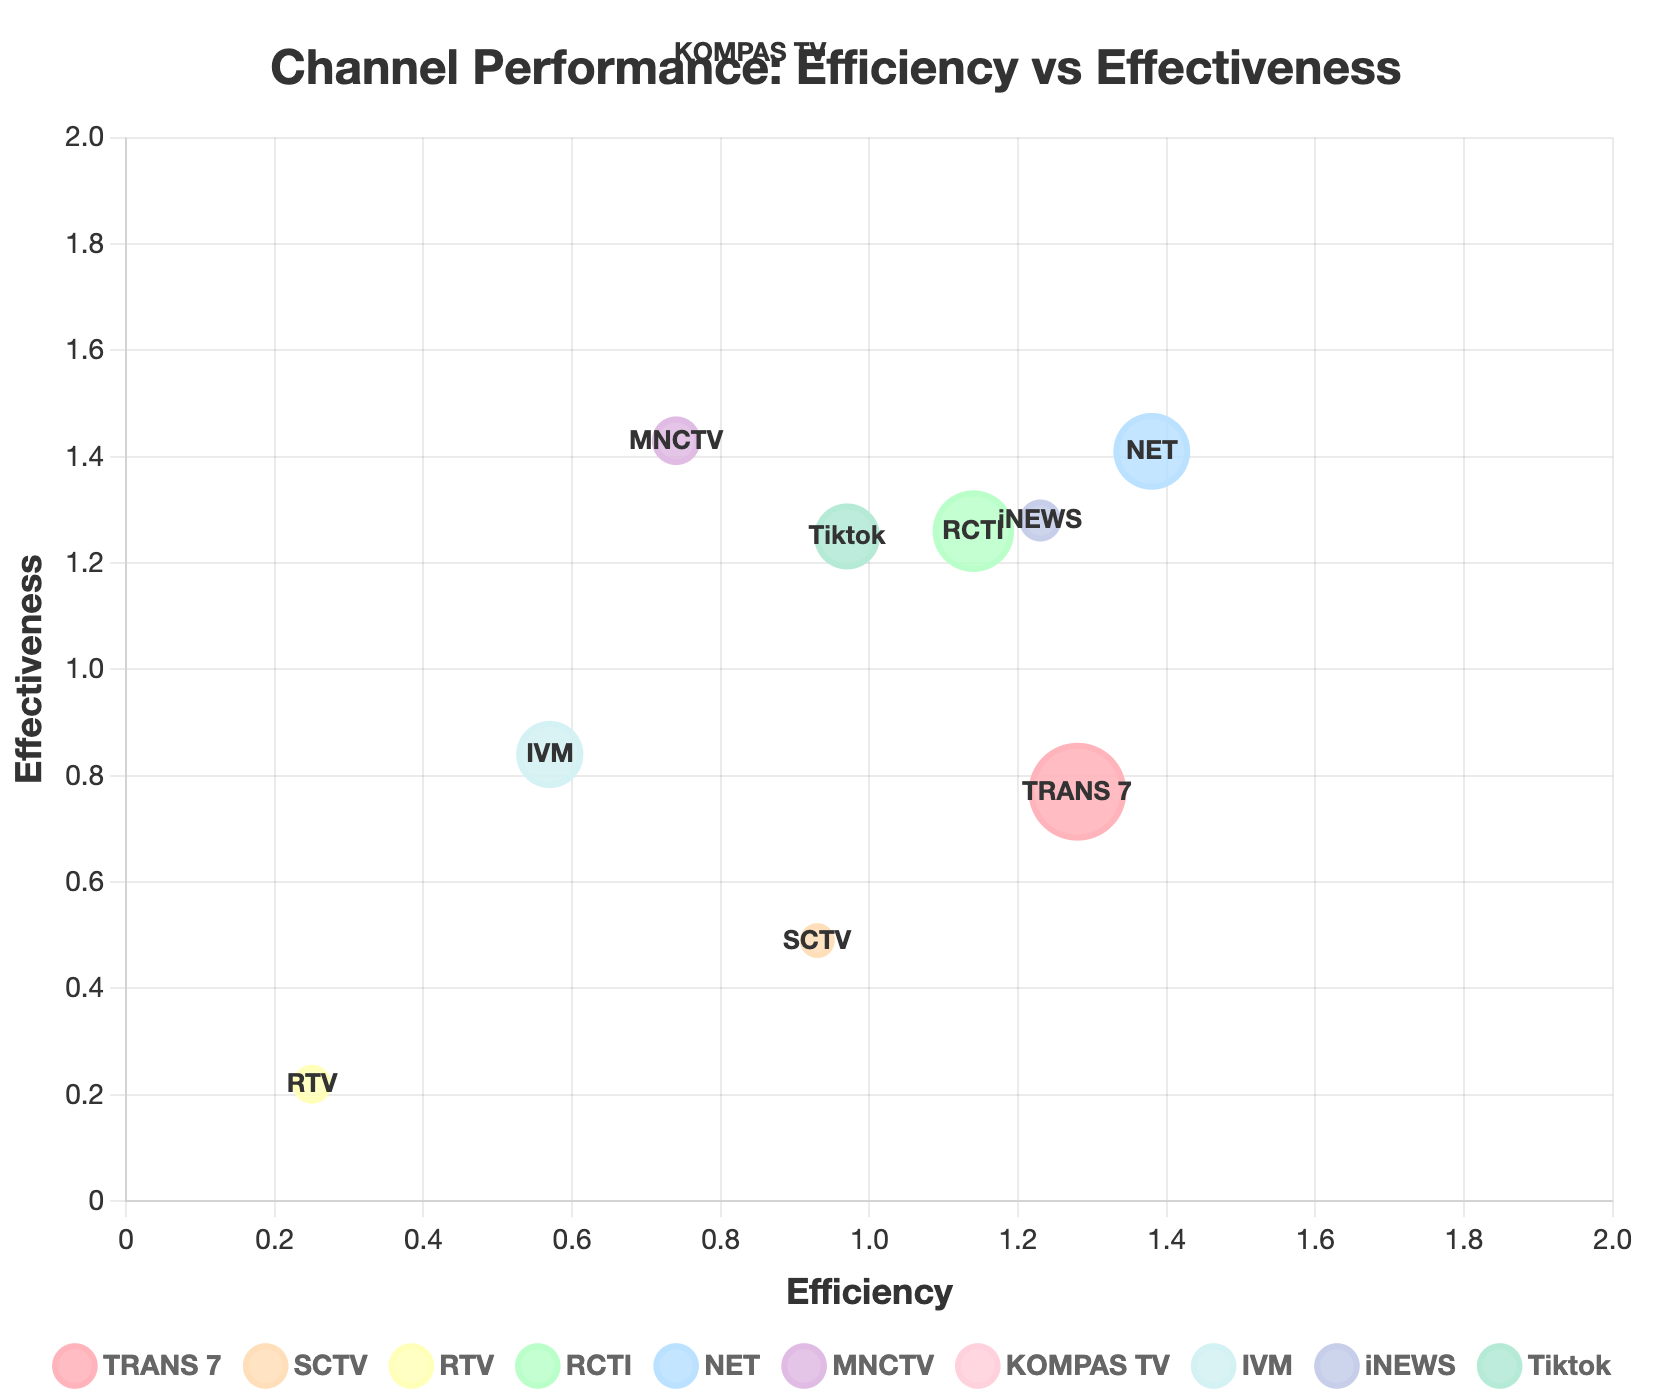 KOMPAS TV
Channel Performance: Efficiency vs Effectiveness
2.0
1.8
1.6
MNCTV
NET
1.4
iNEWS
RCTI
Tiktok
1.2
Effectiveness
1.0
IVM
0.8
TRANS 7
0.6
SCTV
0.4
RTV
0.2
0
0 0.2 0.4 0.6 0.8 1.0 1.2 1.4 1.6 1.8 2.0
Efficiency
TRANS 7 SCTV RTV RCTI NET MNCTV KOMPAS TV IVM iNEWS Tiktok